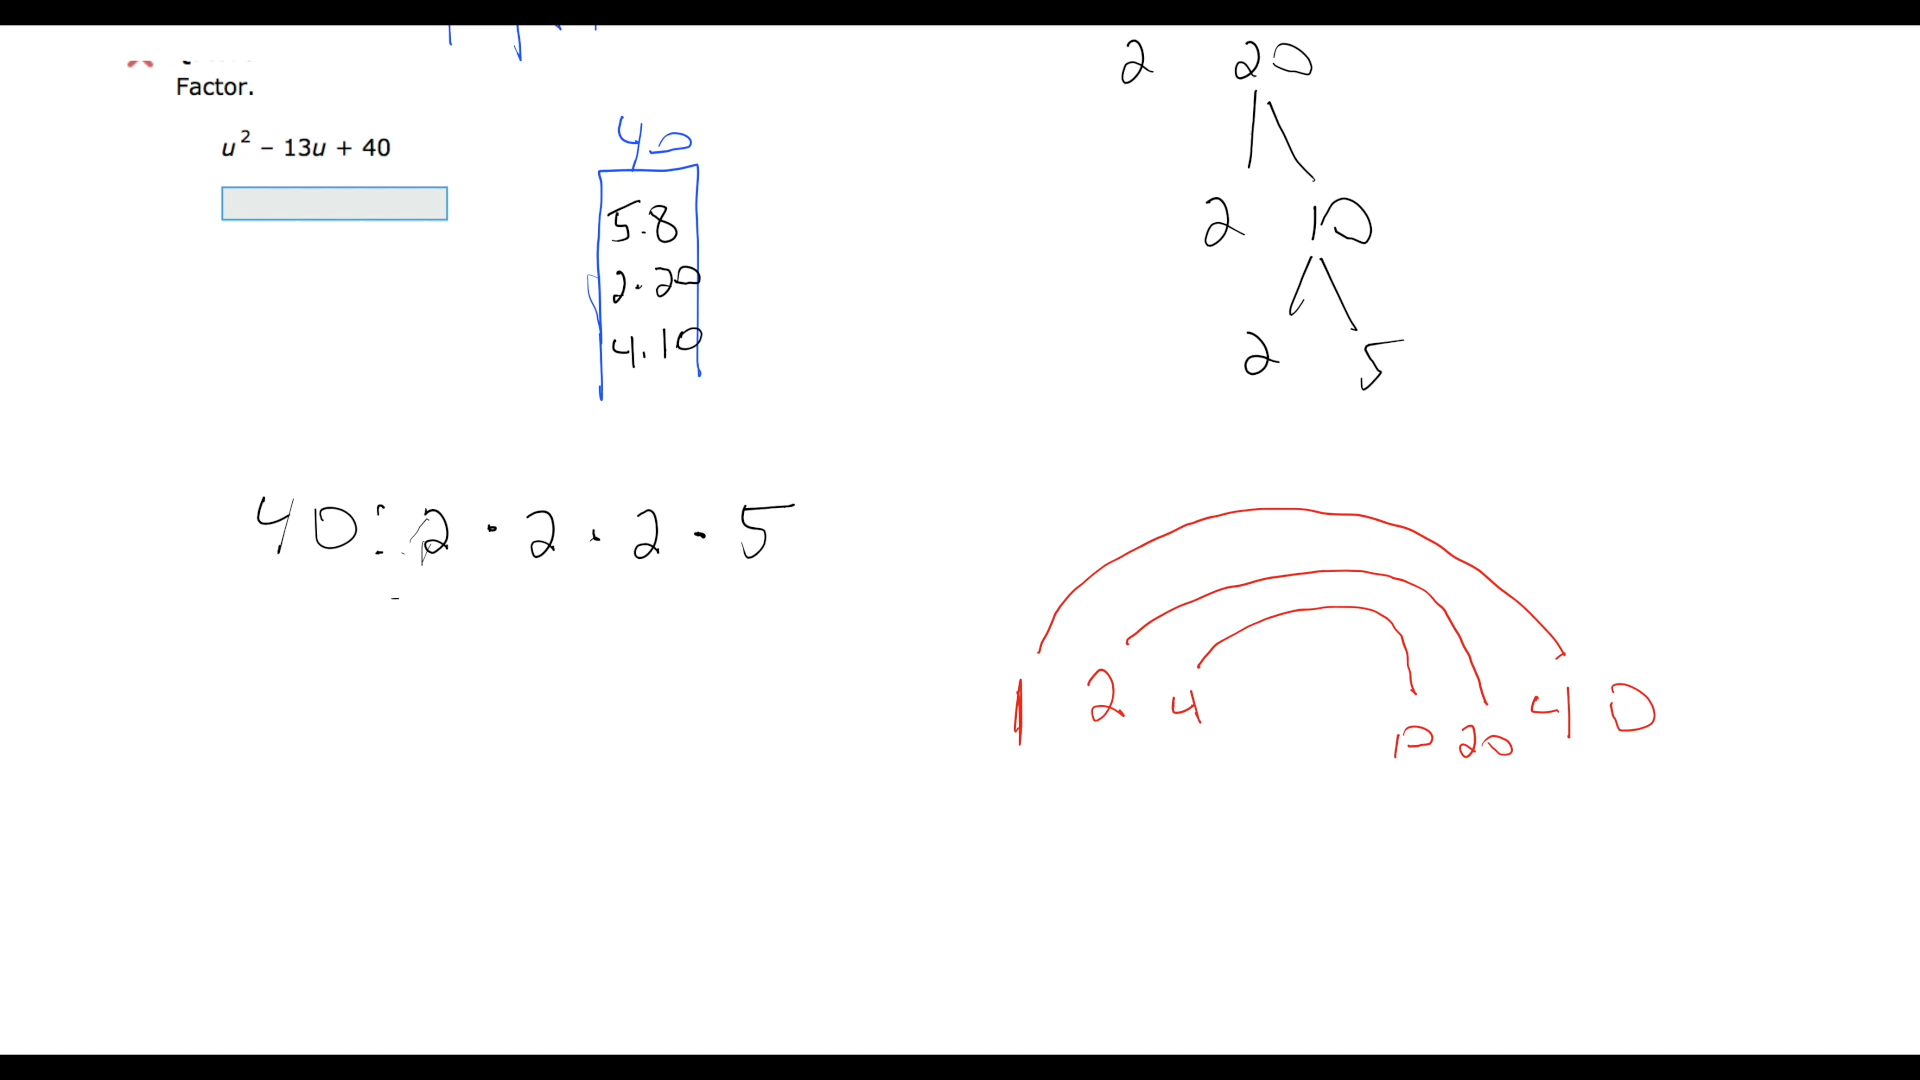 Factor.
u² – 13u + 40
40
5.8
2.20
4.10
2 20
2 10
2 5
40: 2 · 2 · 2 · 5
1 2 4 10 20 40